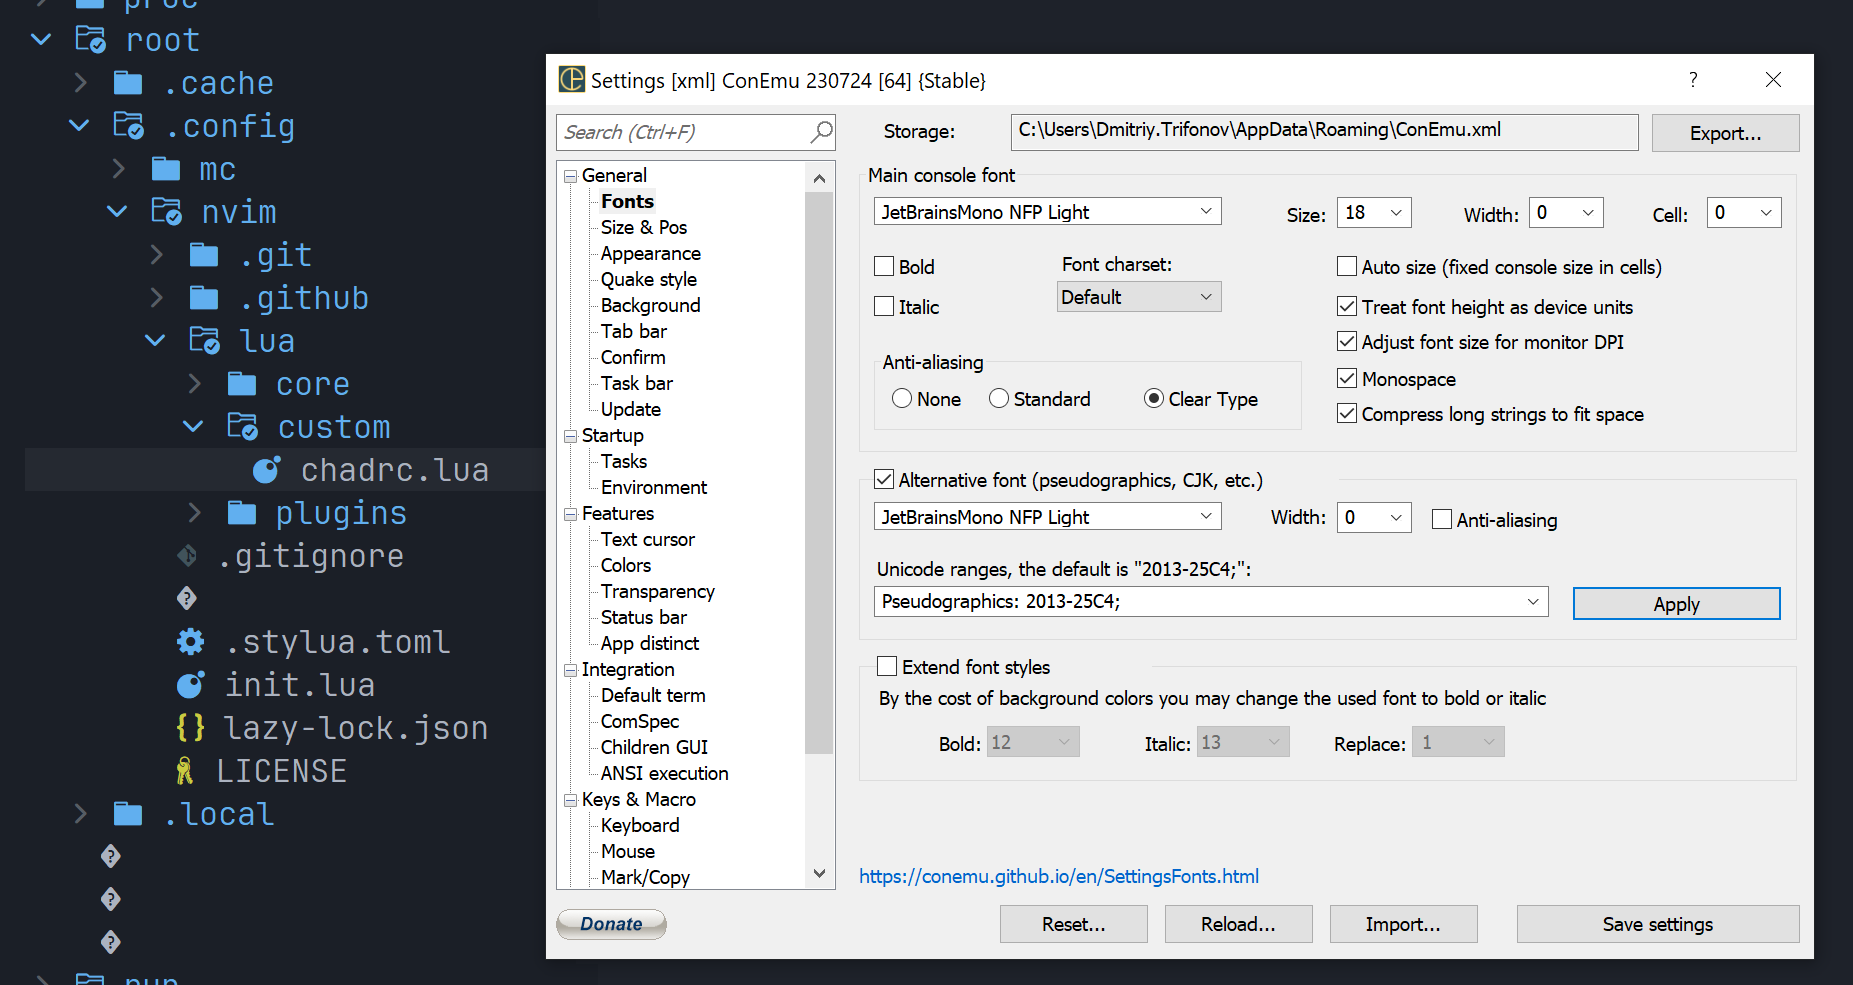 proc
root
.cache
.config
mc
nvim
.git
.github
lua
core
custom
chadrc.lua
plugins
.gitignore
.stylua.toml
init.lua
lazy-lock.json
LICENSE
.local
run
Settings [xml] ConEmu 230724 [64] {Stable}
Search (Ctrl+F)
Storage: C:\Users\Dmitriy.Trifonov\AppData\Roaming\ConEmu.xml Export...
General
Fonts
Size & Pos
Appearance
Quake style
Background
Tab bar
Confirm
Task bar
Update
Startup
Tasks
Environment
Features
Text cursor
Colors
Transparency
Status bar
App distinct
Integration
Default term
ComSpec
Children GUI
ANSI execution
Keys & Macro
Keyboard
Mouse
Mark/Copy
Donate
Main console font
JetBrainsMono NFP Light Size: 18 Width: 0 Cell: 0
Bold Font charset: Auto size (fixed console size in cells)
Italic Default Treat font height as device units
Adjust font size for monitor DPI
Anti-aliasing
Monospace
None Standard Clear Type
Compress long strings to fit space
Alternative font (pseudographics, CJK, etc.)
JetBrainsMono NFP Light Width: 0 Anti-aliasing
Unicode ranges, the default is "2013-25C4;":
Pseudographics: 2013-25C4; Apply
Extend font styles
By the cost of background colors you may change the used font to bold or italic
Bold: 12 Italic: 13 Replace: 1
https://conemu.github.io/en/SettingsFonts.html
Reset... Reload... Import... Save settings